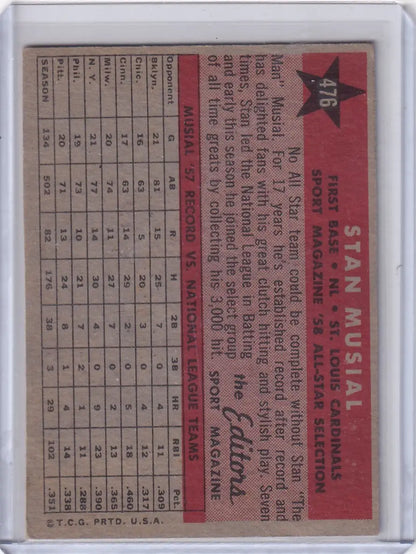 476
STAN MUSIAL
FIRST BASE • NL • ST. LOUIS CARDINALS
SPORT MAGAZINE '58 ALL-STAR SELECTION
No All Star team could be complete without Stan "The
Man" Musial. For 17 years he's established record after record and
has delighted fans with his great clutch hitting and stylish play. Seven
times, Stan led the National League in Batting
and early this season he joined the select group
of all time greats by collecting his 3,000 hit.
the Editors
SPORT MAGAZINE
MUSIAL '57 RECORD VS. NATIONAL LEAGUE TEAMS
Opponent G AB R H 2B 3B HR RBI Pct.
Bklyn. 21 81 15 25 7 0 4 11 .309
Chic. 16 63 5 20 3 0 3 12 .317
Cinn. 17 63 14 29 2 0 5 18 .460
Milw. 20 74 11 27 7 2 3 13 .365
N. Y. 21 77 14 30 4 0 9 23 .390
Phil. 19 73 10 21 7 0 1 11 .288
Pitt. 20 71 13 24 8 1 4 14 .338
SEASON 134 502 82 176 38 3 29 102 .351
© T.C.G. PRTD. U.S.A.